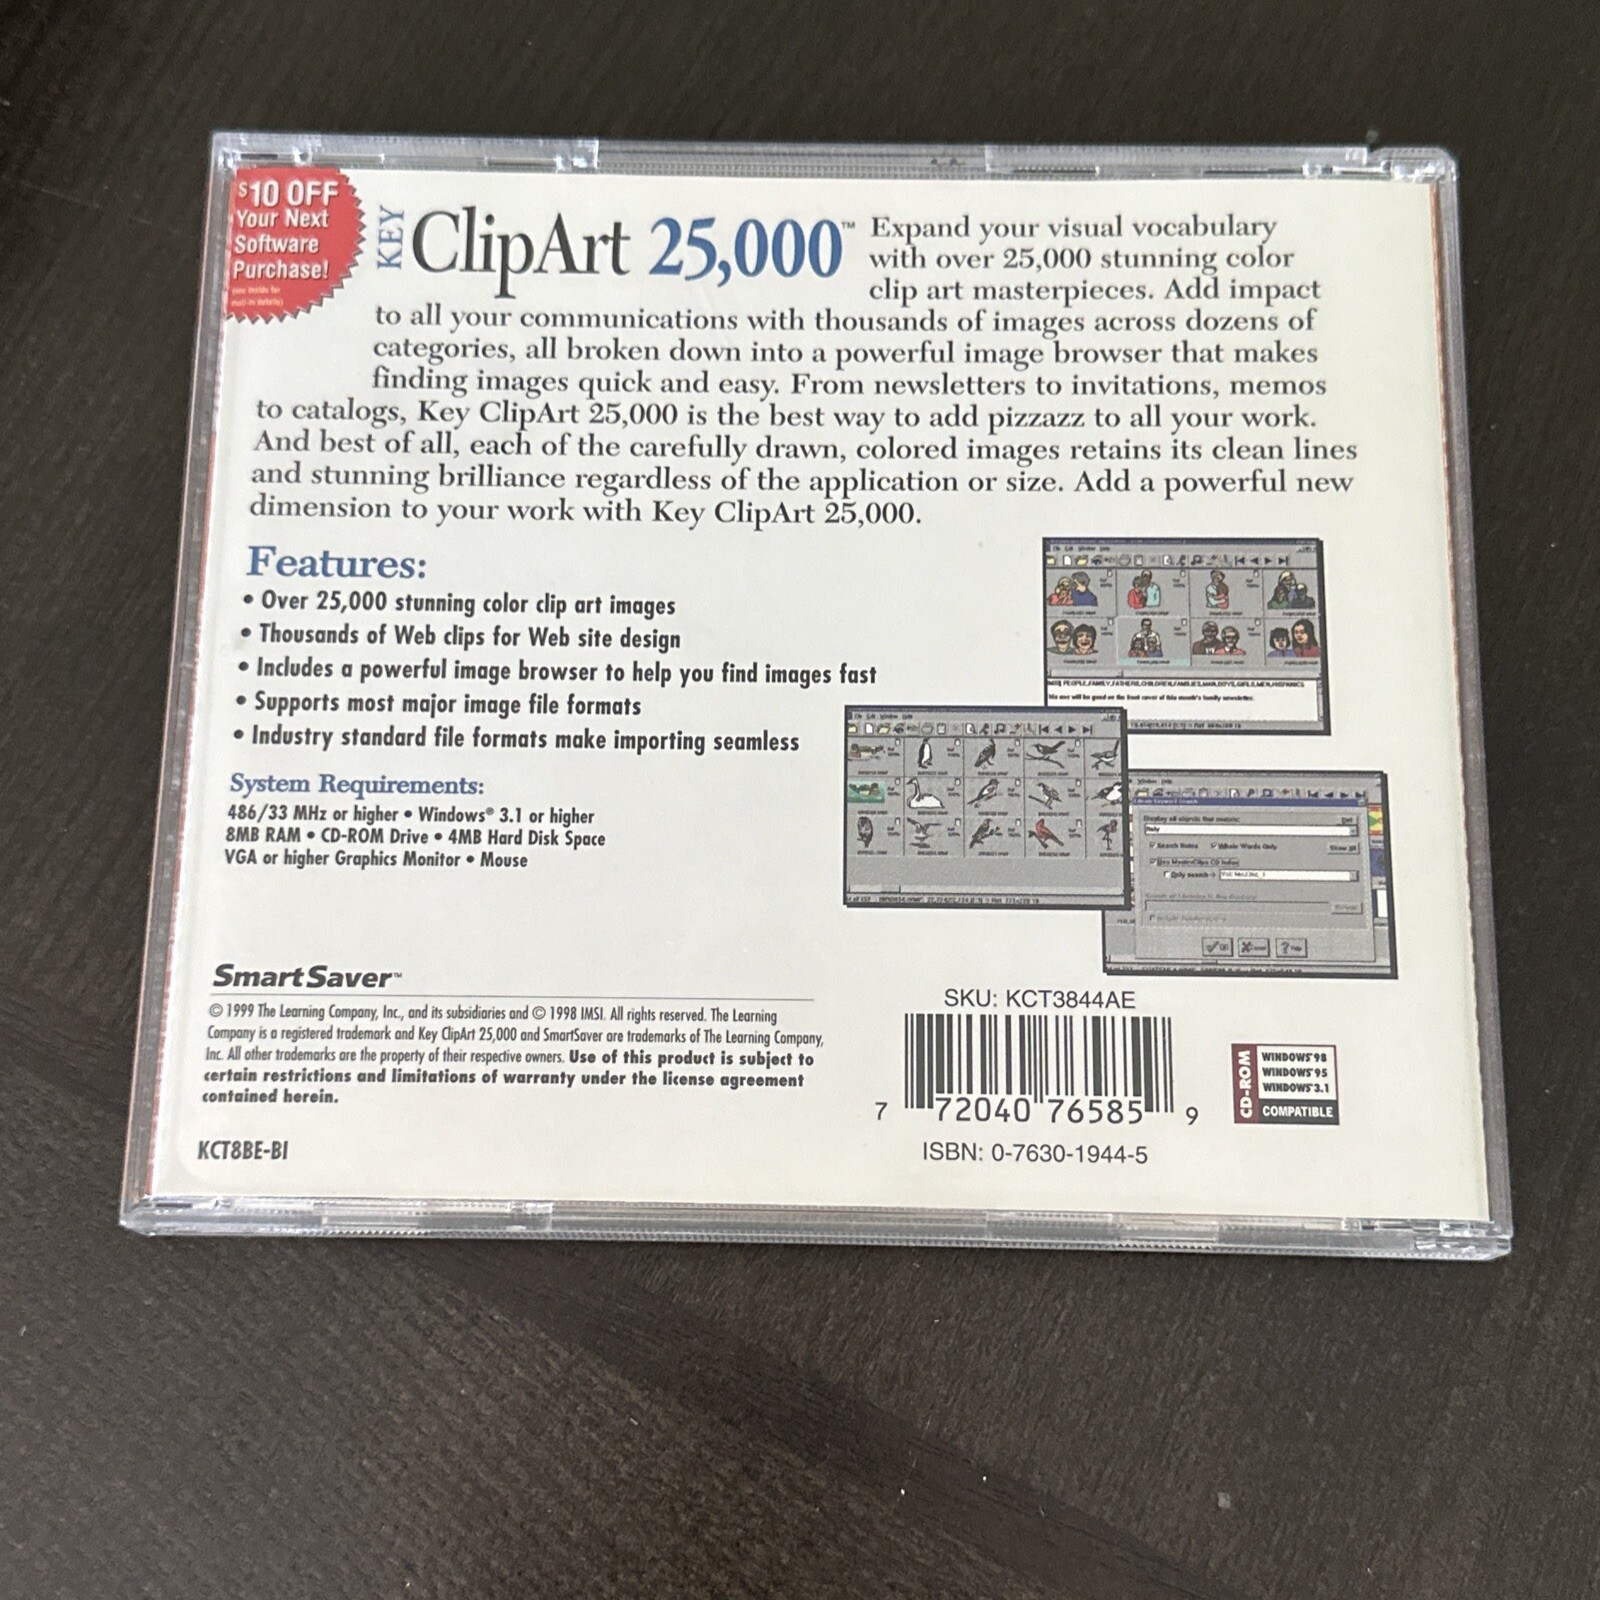 $10 OFF
Your Next
Software
Purchase!
KEY ClipArt 25,000™
Expand your visual vocabulary
with over 25,000 stunning color
clip art masterpieces. Add impact
to all your communications with thousands of images across dozens of
categories, all broken down into a powerful image browser that makes
finding images quick and easy. From newsletters to invitations, memos
to catalogs, Key ClipArt 25,000 is the best way to add pizzazz to all your work.
And best of all, each of the carefully drawn, colored images retains its clean lines
and stunning brilliance regardless of the application or size. Add a powerful new
dimension to your work with Key ClipArt 25,000.
Features:
• Over 25,000 stunning color clip art images
• Thousands of Web clips for Web site design
• Includes a powerful image browser to help you find images fast
• Supports most major image file formats
• Industry standard file formats make importing seamless
System Requirements:
486/33 MHz or higher • Windows® 3.1 or higher
8MB RAM • CD-ROM Drive • 4MB Hard Disk Space
VGA or higher Graphics Monitor • Mouse
SmartSaver™
© 1999 The Learning Company, Inc., and its subsidiaries and © 1998 IMSI. All rights reserved. The Learning
Company is a registered trademark and Key ClipArt 25,000 and SmartSaver are trademarks of The Learning Company,
Inc. All other trademarks are the property of their respective owners. Use of this product is subject to
certain restrictions and limitations of warranty under the license agreement
contained herein.
KCT8BE-BI
SKU: KCT3844AE
7 72040 76585 9
ISBN: 0-7630-1944-5
CD-ROM
WINDOWS 98
WINDOWS 95
WINDOWS 3.1
COMPATIBLE